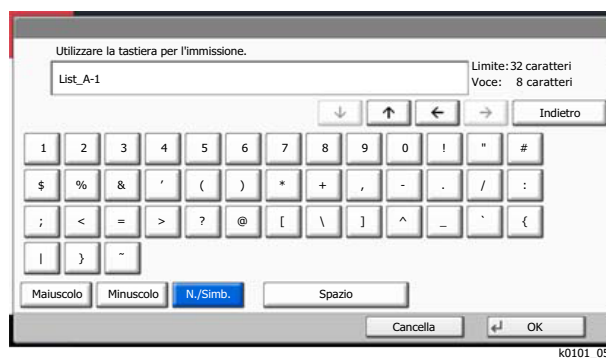 Utilizzare la tastiera per l'immissione.
List_A-1
Limite: 32 caratteri
Voce: 8 caratteri
↓ ↑ ← → Indietro
1 2 3 4 5 6 7 8 9 0 ! " #
$ % & ' ( ) * + , - . / :
; < = > ? @ [ \ ] ^ _ ` {
| } ~
Maiuscolo Minuscolo N./Simb. Spazio
Cancella OK
k0101_05